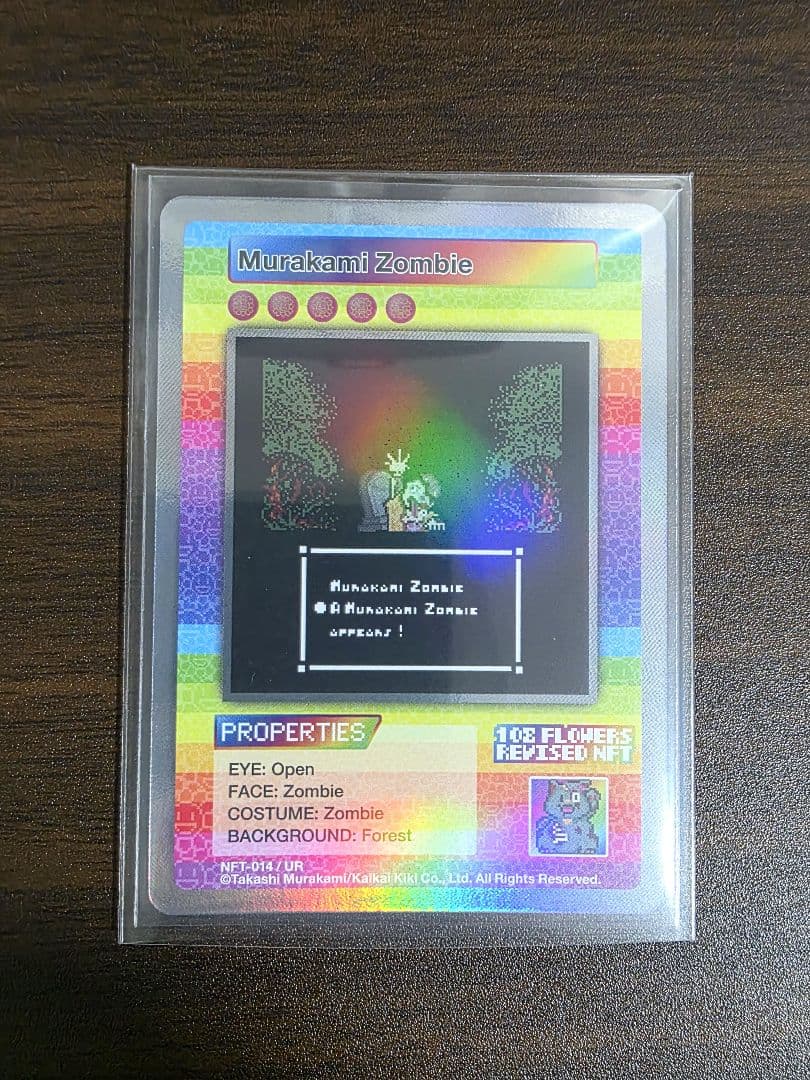 Murakami Zombie
Murakami Zombie
A Murakami Zombie
appears!
PROPERTIES
108 FLOWERS
REVISED NFT
EYE: Open
FACE: Zombie
COSTUME: Zombie
BACKGROUND: Forest
NFT-014 / UR
©Takashi Murakami/Kaikai Kiki Co., Ltd. All Rights Reserved.